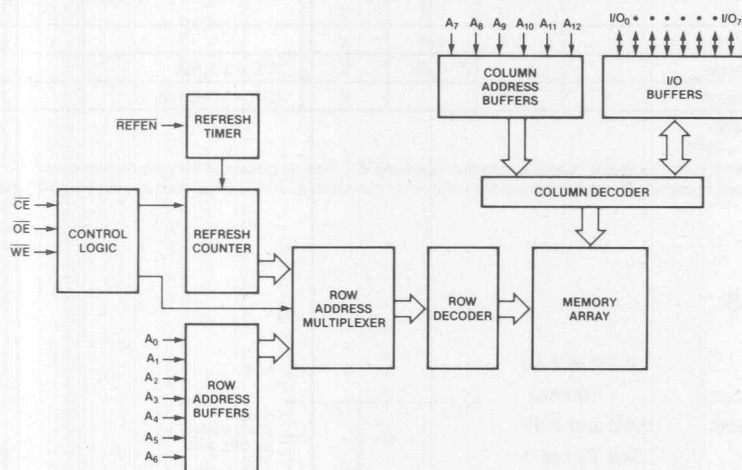 A7 A8 A9 A10 A11 A12
I/O0 • • • • • • I/O7
COLUMN
ADDRESS
BUFFERS
I/O
BUFFERS
REFEN
REFRESH
TIMER
COLUMN DECODER
CE
OE
WE
CONTROL
LOGIC
REFRESH
COUNTER
ROW
ADDRESS
MULTIPLEXER
ROW
DECODER
MEMORY
ARRAY
A0
A1
A2
A3
A4
A5
A6
ROW
ADDRESS
BUFFERS